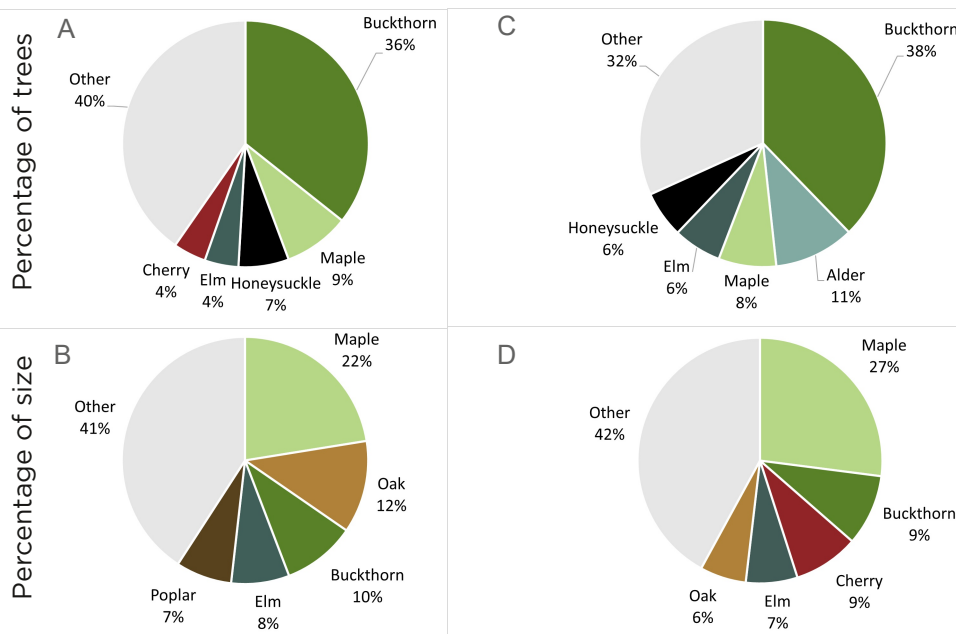 Percentage of trees
A
Buckthorn
36%
Other
40%
Cherry
4%
Elm
4%
Honeysuckle
7%
Maple
9%
C
Buckthorn
38%
Other
32%
Honeysuckle
6%
Elm
6%
Maple
8%
Alder
11%
Percentage of size
B
Maple
22%
Other
41%
Oak
12%
Buckthorn
10%
Elm
8%
Poplar
7%
D
Maple
27%
Other
42%
Buckthorn
9%
Cherry
9%
Elm
7%
Oak
6%